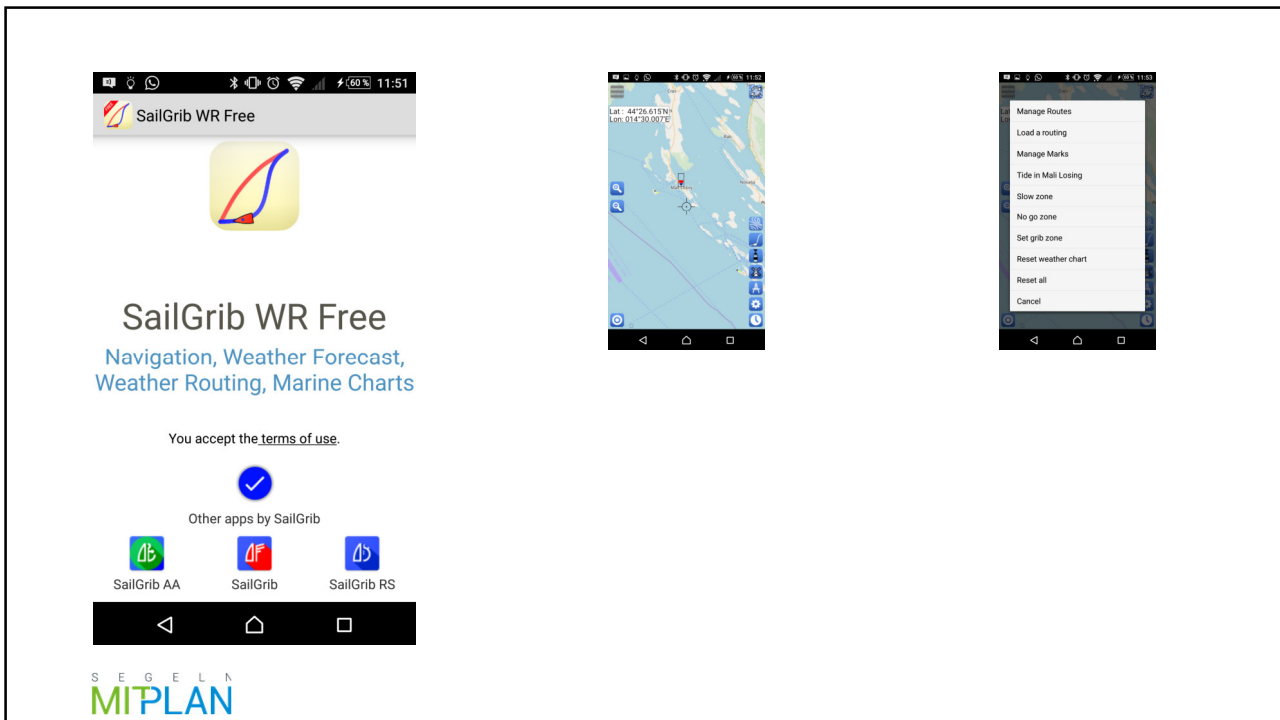 60% 11:51
SailGrib WR Free
SailGrib WR Free
Navigation, Weather Forecast,
Weather Routing, Marine Charts
You accept the terms of use.
Other apps by SailGrib
SailGrib AA SailGrib SailGrib RS
SEGELN
MITPLAN
60% 11:52
Lat : 44°26.615'N
Lon: 014°30.007'E
60% 11:53
Manage Routes
Load a routing
Manage Marks
Tide in Mali Losing
Slow zone
No go zone
Set grib zone
Reset weather chart
Reset all
Cancel